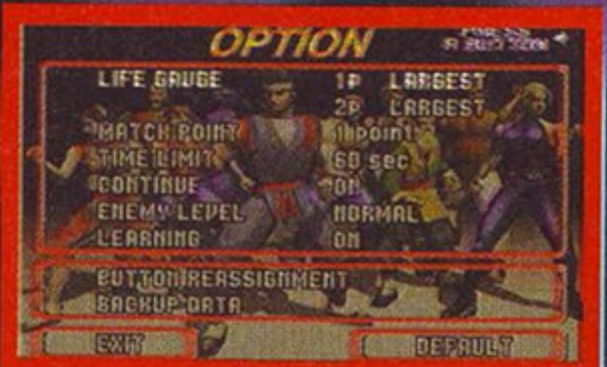 OPTION
LIFE GAUGE 1P LARGEST
2P LARGEST
MATCH POINT 1 point
TIME LIMIT 60 sec
CONTINUE ON
ENEMY LEVEL NORMAL
LEARNING ON
BUTTON REASSIGNMENT
BACKUP DATA
EXIT DEFAULT